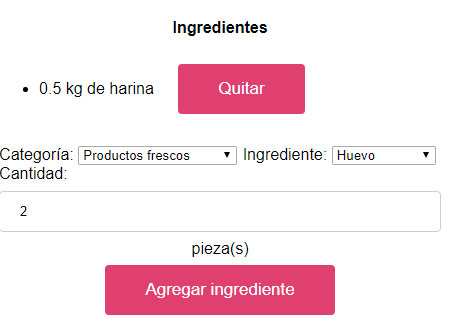 Ingredientes
• 0.5 kg de harina Quitar
Categoría: Productos frescos Ingrediente: Huevo
Cantidad:
2
pieza(s)
Agregar ingrediente